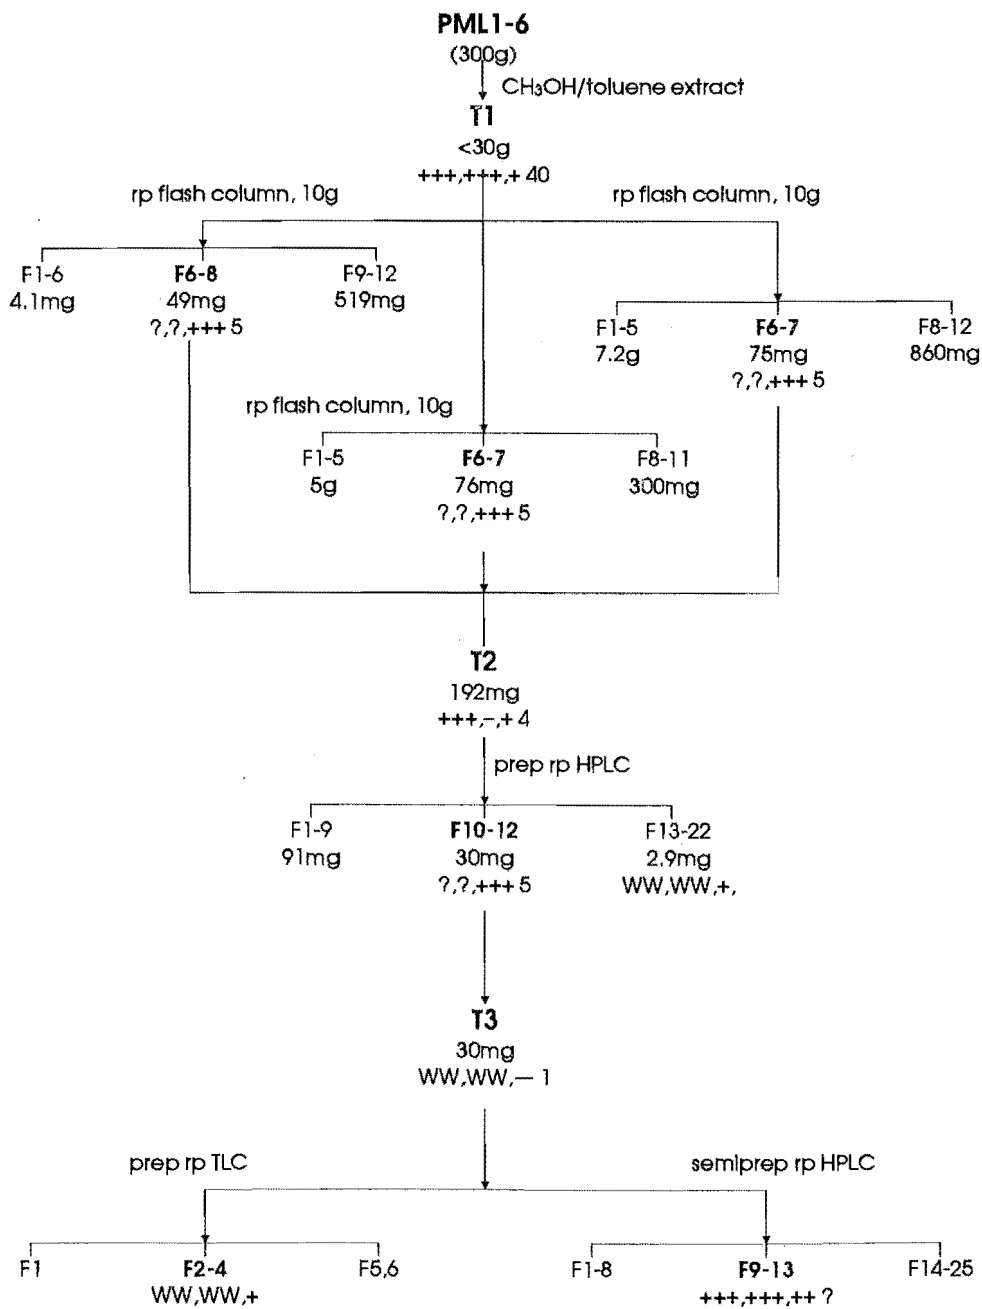 PML1-6
(300g)
CH₃OH/toluene extract
T1
<30g
+++,+++,+ 40
rp flash column, 10g
rp flash column, 10g
F1-6
4.1mg
F6-8
49mg
?,?,+++ 5
F9-12
519mg
F1-5
7.2g
F6-7
75mg
?,?,+++ 5
F8-12
860mg
rp flash column, 10g
F1-5
5g
F6-7
76mg
?,?,+++ 5
F8-11
300mg
T2
192mg
+++,-,+ 4
prep rp HPLC
F1-9
91mg
F10-12
30mg
?,?,+++ 5
F13-22
2.9mg
WW,WW,+,
T3
30mg
WW,WW,— 1
prep rp TLC
semiprep rp HPLC
F1
F2-4
WW,WW,+
F5,6
F1-8
F9-13
+++,+++,++ ?
F14-25